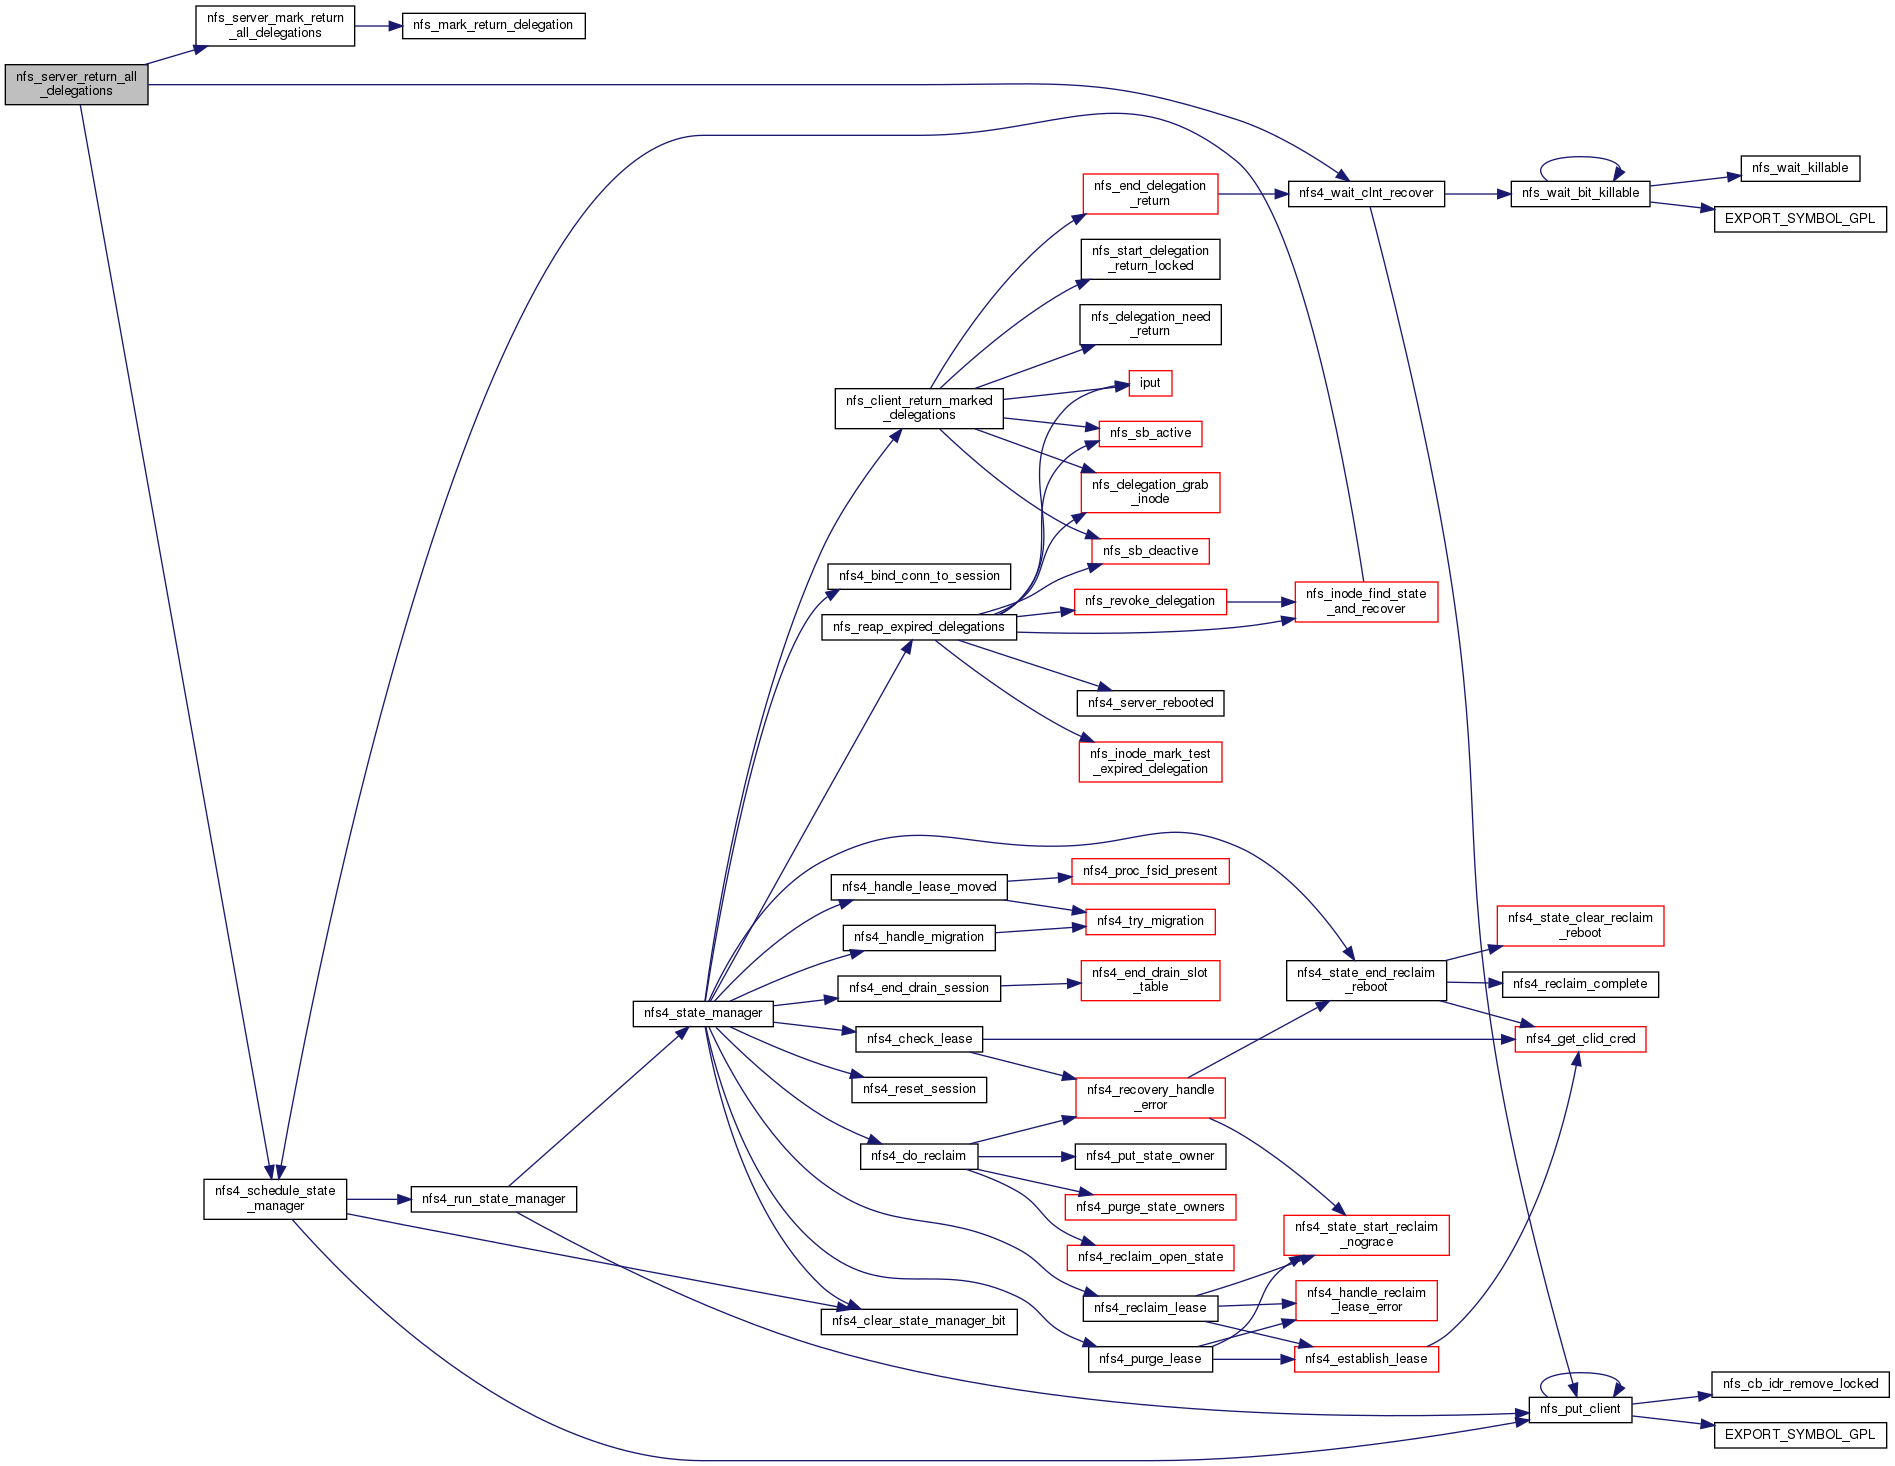 nfs_server_mark_return
_all_delegations
nfs_mark_return_delegation
nfs_server_return_all
_delegations
nfs_wait_killable
nfs_end_delegation
_return
nfs4_wait_clnt_recover
nfs_wait_bit_killable
EXPORT_SYMBOL_GPL
nfs_start_delegation
_return_locked
nfs_delegation_need
_return
iput
nfs_client_return_marked
_delegations
nfs_sb_active
nfs_delegation_grab
_inode
nfs_sb_deactive
nfs4_bind_conn_to_session
nfs_revoke_delegation
nfs_inode_find_state
_and_recover
nfs_reap_expired_delegations
nfs4_server_rebooted
nfs_inode_mark_test
_expired_delegation
nfs4_proc_fsid_present
nfs4_handle_lease_moved
nfs4_try_migration
nfs4_state_clear_reclaim
_reboot
nfs4_handle_migration
nfs4_end_drain_slot
_table
nfs4_state_end_reclaim
_reboot
nfs4_reclaim_complete
nfs4_end_drain_session
nfs4_state_manager
nfs4_check_lease
nfs4_get_clid_cred
nfs4_reset_session
nfs4_recovery_handle
_error
nfs4_do_reclaim
nfs4_put_state_owner
nfs4_schedule_state
_manager
nfs4_run_state_manager
nfs4_purge_state_owners
nfs4_state_start_reclaim
_nograce
nfs4_reclaim_open_state
nfs4_reclaim_lease
nfs4_handle_reclaim
_lease_error
nfs4_clear_state_manager_bit
nfs4_purge_lease
nfs4_establish_lease
nfs_cb_idr_remove_locked
nfs_put_client
EXPORT_SYMBOL_GPL